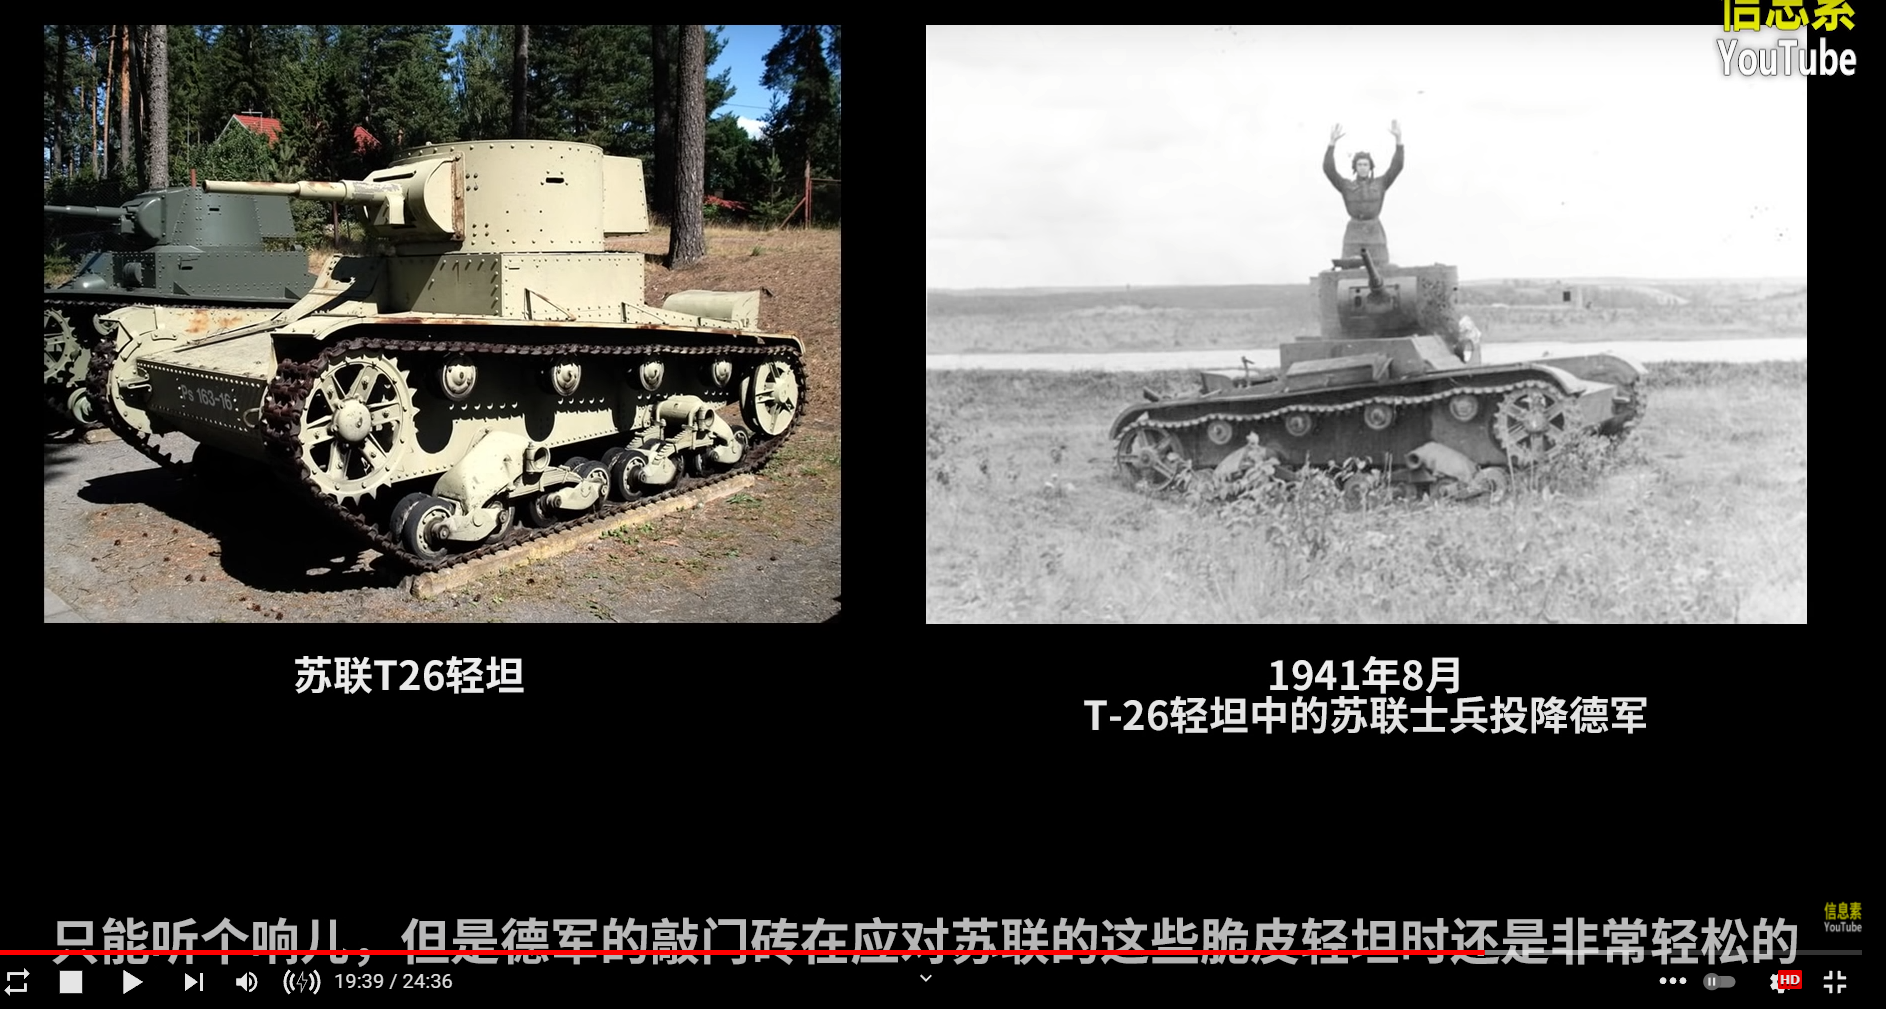 信息素
YouTube
:Ps 163-16:
苏联T26轻坦
1941年8月
T-26轻坦中的苏联士兵投降德军
信息素
YouTube
只能听个响儿，但是德军的敲门砖在应对苏联的这些脆皮轻坦时还是非常轻松的
19:39 / 24:36
HD